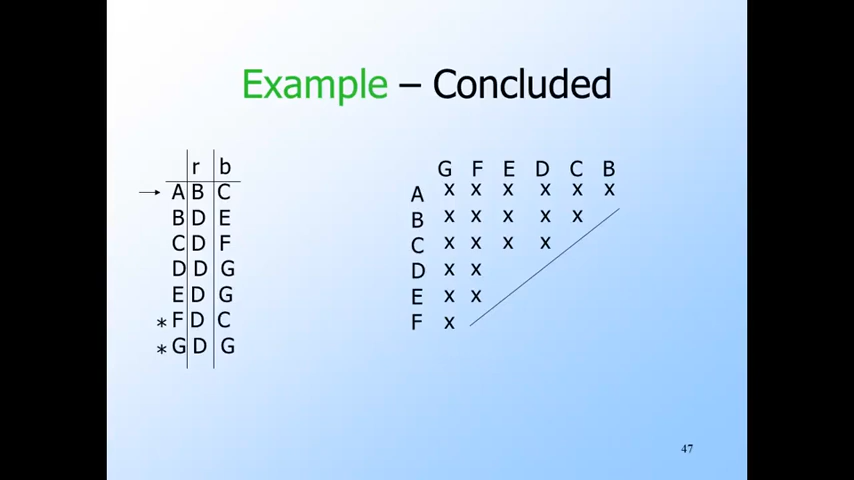 Example – Concluded
r b
A B C
B D E
C D F
D D G
E D G
* F D C
* G D G
G F E D C B
A x x x x x x
B x x x x x
C x x x x
D x x
E x x
F x
47